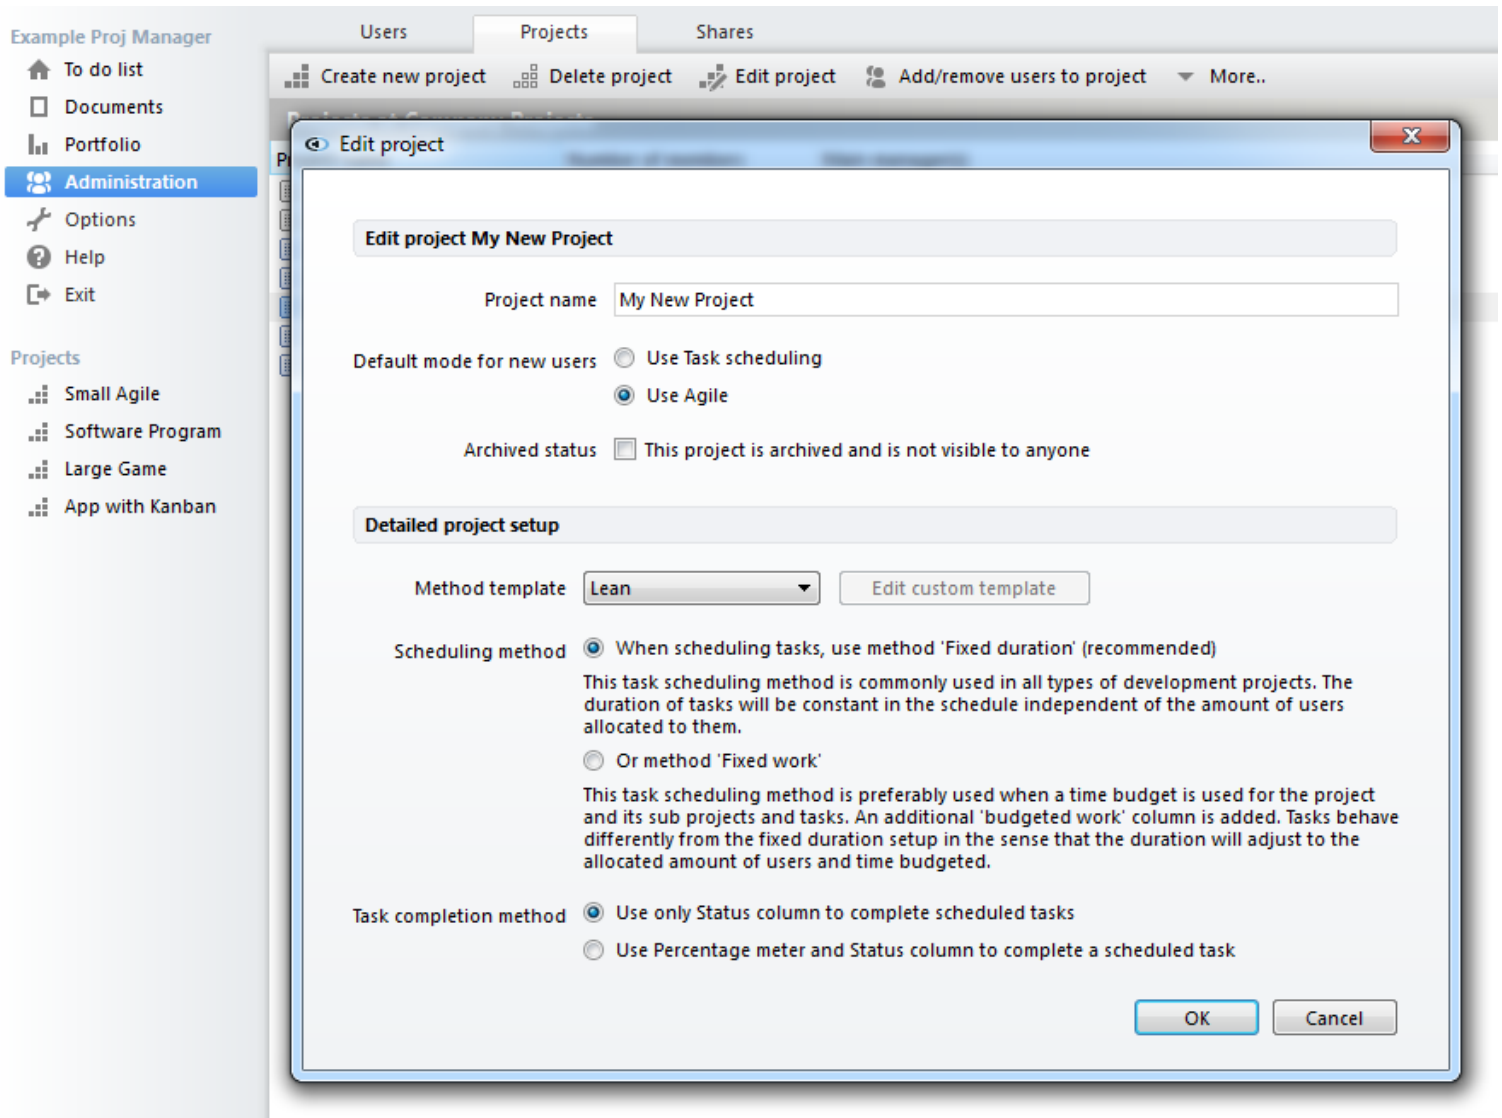 Example Proj Manager
To do list
Documents
Portfolio
Administration
Options
Help
Exit
Projects
Small Agile
Software Program
Large Game
App with Kanban
Users
Projects
Shares
Create new project
Delete project
Edit project
Add/remove users to project
More..
Edit project
Edit project My New Project
Project name
My New Project
Default mode for new users
Use Task scheduling
Use Agile
Archived status
This project is archived and is not visible to anyone
Detailed project setup
Method template
Lean
Edit custom template
Scheduling method
When scheduling tasks, use method 'Fixed duration' (recommended)
This task scheduling method is commonly used in all types of development projects. The
duration of tasks will be constant in the schedule independent of the amount of users
allocated to them.
Or method 'Fixed work'
This task scheduling method is preferably used when a time budget is used for the project
and its sub projects and tasks. An additional 'budgeted work' column is added. Tasks behave
differently from the fixed duration setup in the sense that the duration will adjust to the
allocated amount of users and time budgeted.
Task completion method
Use only Status column to complete scheduled tasks
Use Percentage meter and Status column to complete a scheduled task
OK
Cancel